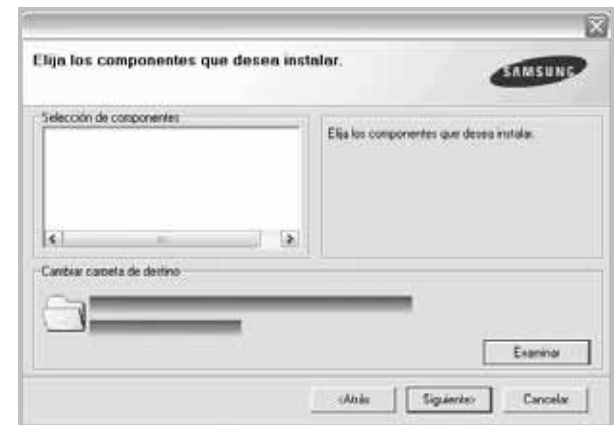 Elija los componentes que desea instalar.
SAMSUNG
Selección de componentes
Elija los componentes que desea instalar.
Cambiar carpeta de destino
Examinar
<Atrás
Siguiente>
Cancelar